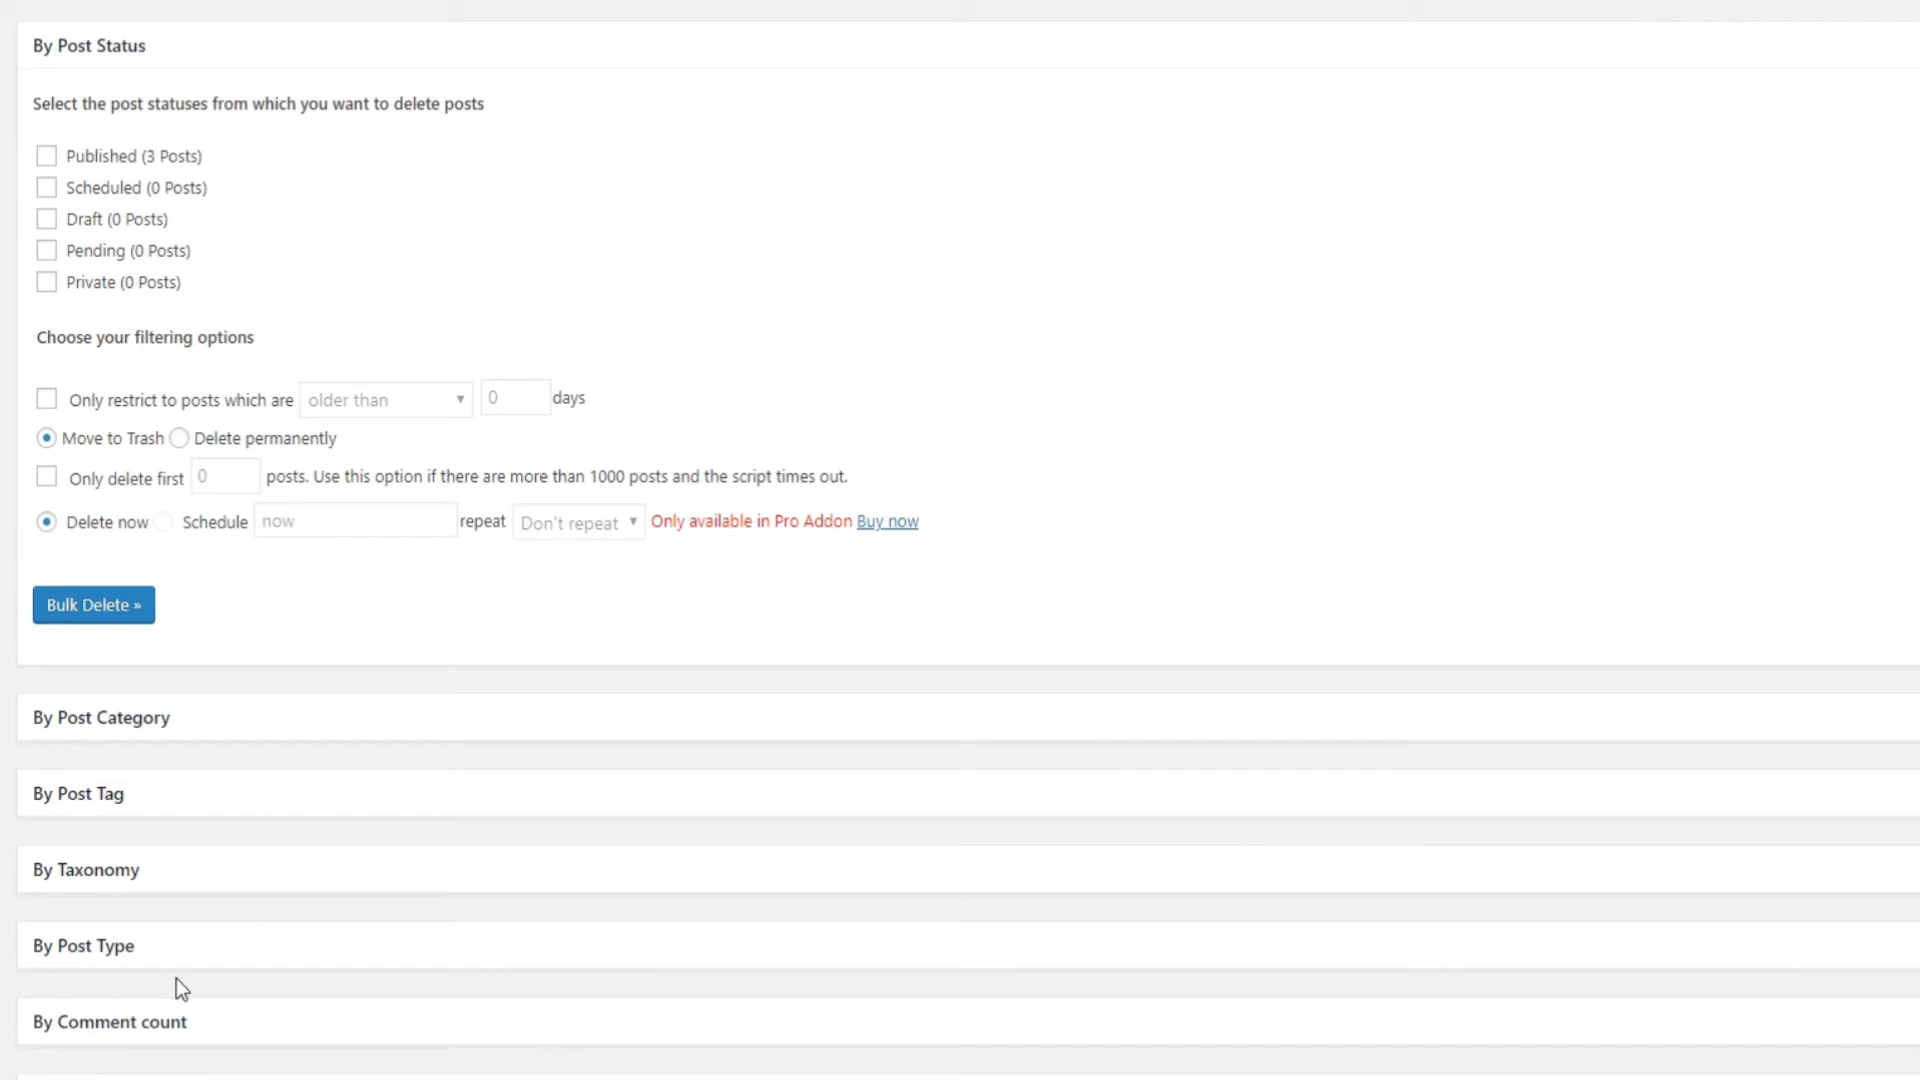 By Post Status
Select the post statuses from which you want to delete posts
Published (3 Posts)
Scheduled (0 Posts)
Draft (0 Posts)
Pending (0 Posts)
Private (0 Posts)
Choose your filtering options
Only restrict to posts which are older than 0 days
Move to Trash Delete permanently
Only delete first 0 posts. Use this option if there are more than 1000 posts and the script times out.
Delete now Schedule now repeat Don't repeat Only available in Pro Addon Buy now
Bulk Delete »
By Post Category
By Post Tag
By Taxonomy
By Post Type
By Comment count